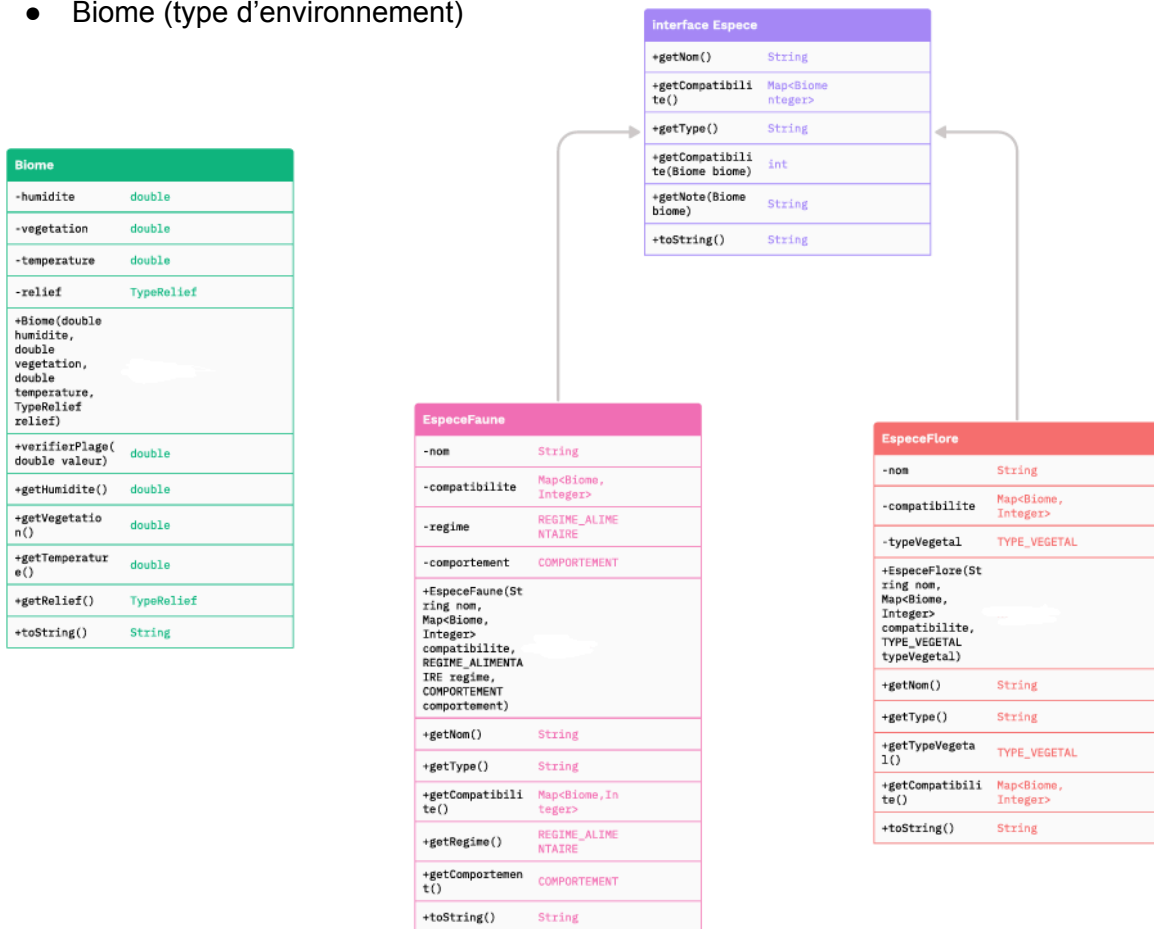 ● Biome (type d’environnement)
interface Espece
+getNom() String
+getCompatibili Map<Biome
te() nteger>
+getType() String
+getCompatibili
te(Biome biome) int
+getNote(Biome
biome) String
+toString() String
Biome
-humidite double
-vegetation double
-temperature double
-relief TypeRelief
+Biome(double
humidite,
double
vegetation,
double
temperature,
TypeRelief
relief)
+verifierPlage(
double valeur) double
+getHumidite() double
+getVegetatio
n() double
+getTemperatur
e() double
+getRelief() TypeRelief
+toString() String
EspeceFaune
-nom String
-compatibilite Map<Biome,
Integer>
-regime REGIME_ALIME
NTAIRE
-comportement COMPORTEMENT
+EspeceFaune(St
ring nom,
Map<Biome,
Integer>
compatibilite,
REGIME_ALIMENTA
IRE regime,
COMPORTEMENT
comportement)
+getNom() String
+getType() String
+getCompatibili Map<Biome,In
te() teger>
+getRegime() REGIME_ALIME
NTAIRE
+getComportemen
t() COMPORTEMENT
+toString() String
EspeceFlore
-nom String
-compatibilite Map<Biome,
Integer>
-typeVegetal TYPE_VEGETAL
+EspeceFlore(St
ring nom,
Map<Biome,
Integer>
compatibilite,
TYPE_VEGETAL
typeVegetal)
+getNom() String
+getType() String
+getTypeVegeta
l() TYPE_VEGETAL
+getCompatibili Map<Biome,
te() Integer>
+toString() String